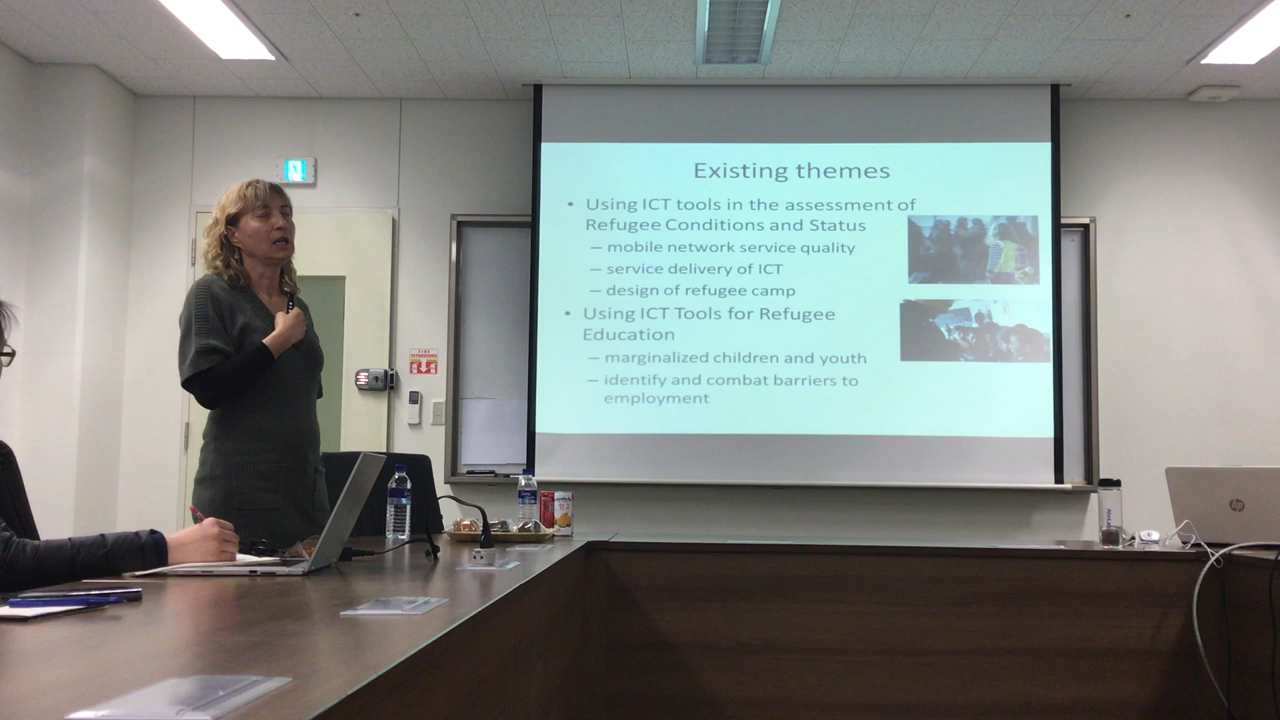 Existing themes
• Using ICT tools in the assessment of
Refugee Conditions and Status
– mobile network service quality
– service delivery of ICT
– design of refugee camp
• Using ICT Tools for Refugee
Education
– marginalized children and youth
– identify and combat barriers to
employment
FIRE
hp